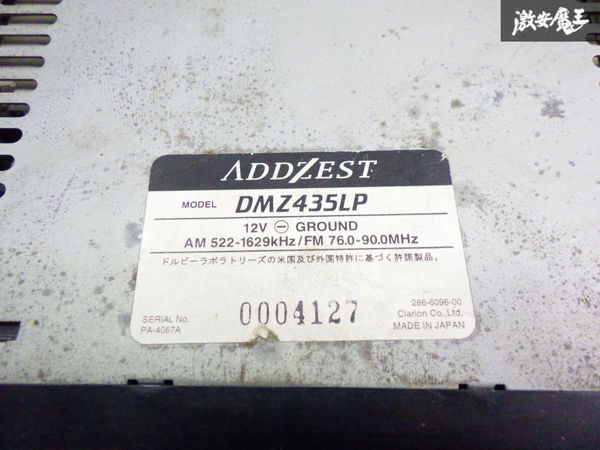 激安魔王
ADDZEST
MODEL DMZ435LP
12V ⊖ GROUND
AM 522-1629kHz/FM 76.0-90.0MHz
ドルビーラボラトリーズの米国及び外国特許に基づく許諾製品。
SERIAL No. 0004127
PA-4067A
286-6096-00
Clarion Co.,Ltd.
MADE IN JAPAN